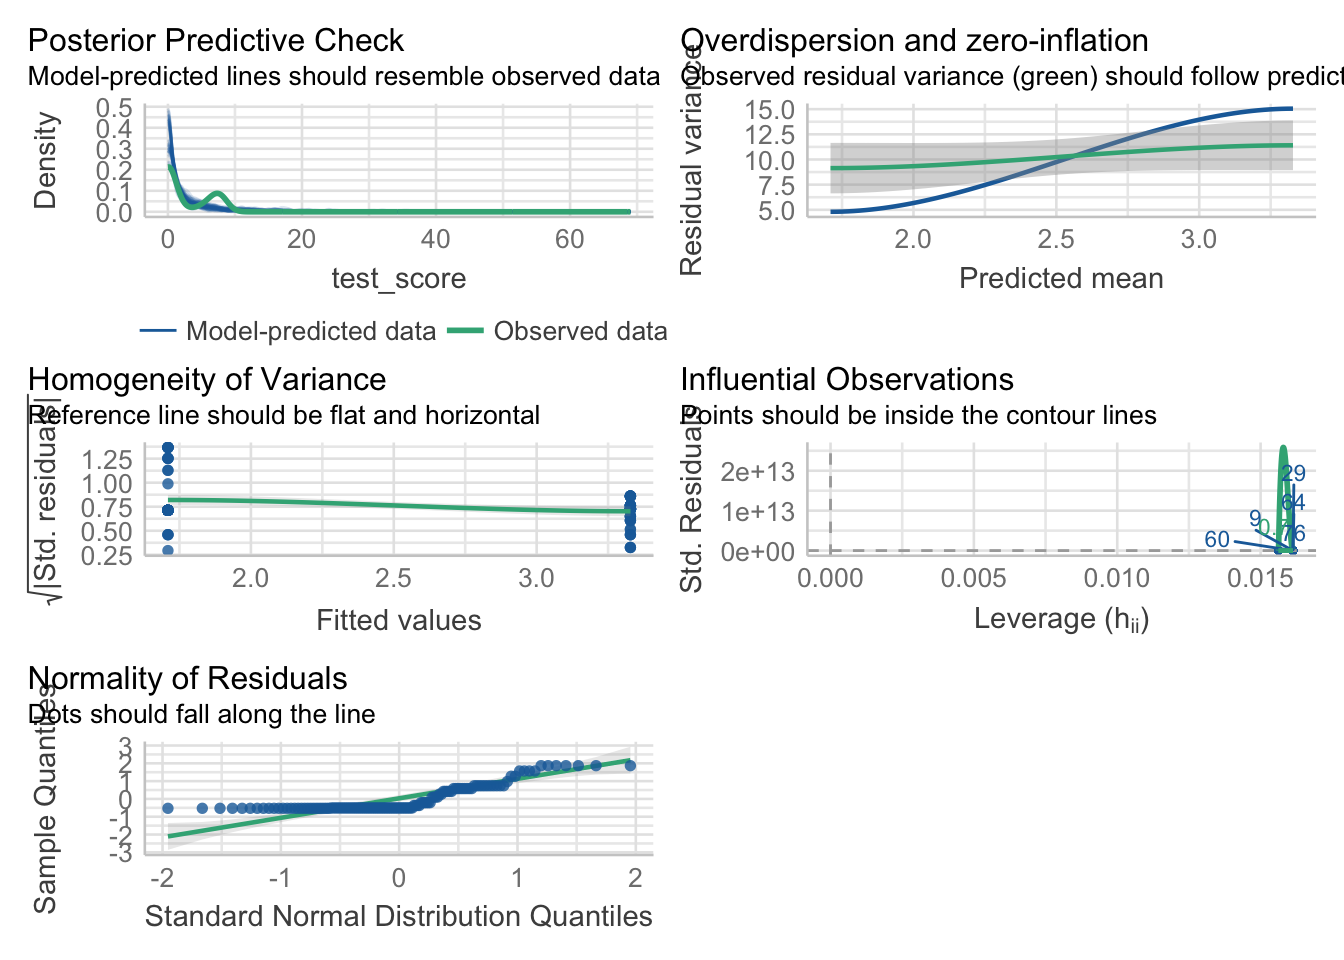 Posterior Predictive Check
Model-predicted lines should resemble observed data
Density
0.5
0.4
0.3
0.2
0.1
0.0
0 20 40 60
test_score
Model-predicted data Observed data
Overdispersion and zero-inflation
Observed residual variance (green) should follow predict
Residual variance
15.0
12.5
10.0
7.5
5.0
2.0 2.5 3.0
Predicted mean
Homogeneity of Variance
Reference line should be flat and horizontal
√|Std. residuals|
1.25
1.00
0.75
0.50
0.25
2.0 2.5 3.0
Fitted values
Influential Observations
Points should be inside the contour lines
Std. Residuals
2e+13
1e+13
0e+00
29
64
9
76
60
0.000 0.005 0.010 0.015
Leverage (hii)
Normality of Residuals
Dots should fall along the line
Sample Quantiles
3
2
1
0
-1
-2
-3
-2 -1 0 1 2
Standard Normal Distribution Quantiles